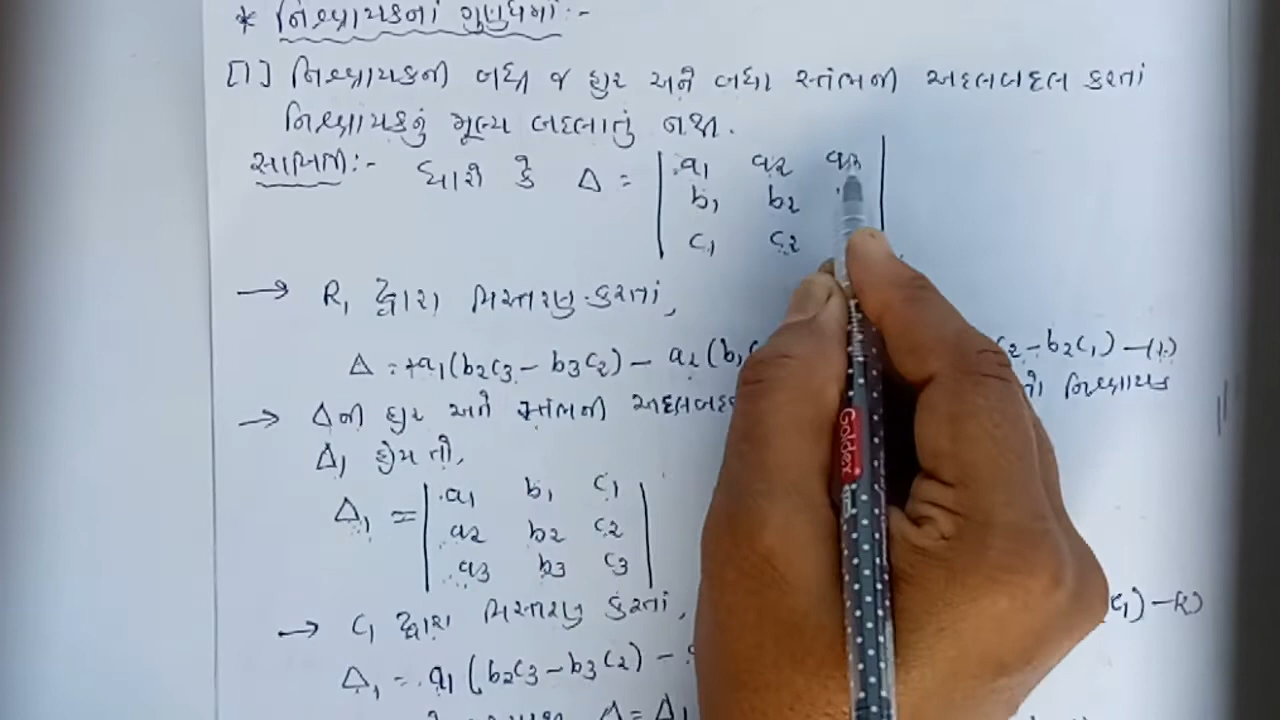 * નિશ્ચાયકનાં ગુણધર્મો :-
[1] નિશ્ચાયકની બધી જ હાર અને બધા સ્તંભની અદલબદલ કરતાં
નિશ્ચાયકનું મૂલ્ય બદલાતું નથી.
સાબિતી :- ધારો કે Δ = | a1 a2 a3
b1 b2
c1 c2 |
→ R1 દ્વારા વિસ્તરણ કરતાં,
Δ = +a1(b2c3 - b3c2) - a2(b1c c2 - b2c1) —(1)
→ Δની હાર અને સ્તંભની અદલબદલ નિશ્ચાયક
Δ1 હોય તો,
Δ1 = | a1 b1 c1
a2 b2 c2
a3 b3 c3 |
→ C1 દ્વારા વિસ્તરણ કરતાં,
c1) —(2)
Δ1 = a1(b2c3 - b3c2) -
Δ = Δ1
Goldex